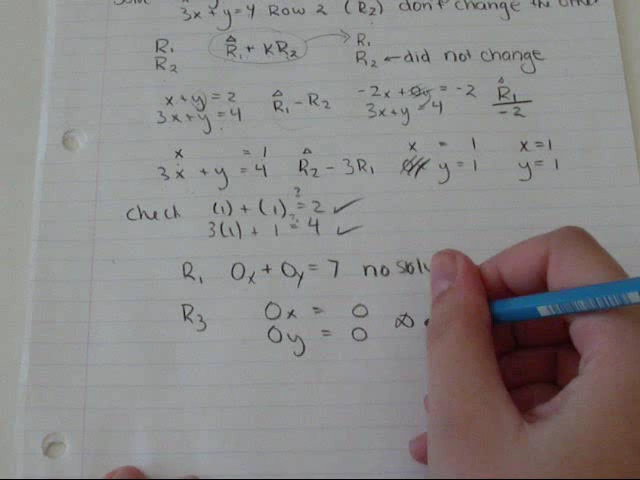 3x+y=4 Row 2 (R₂) don't change the other
R₁ R̂₁ + KR₂ R₁
R₂ R₂ ← did not change
x+y=2 R̂₁ - R₂ -2x+0y = -2 R̂₁/-2
3x+y=4 3x+y=4
x = 1 R̂₂ - 3R₁ x = 1 x=1
3x + y = 4 y = 1 y=1
check (1) + (1) ?= 2 ✓
3(1) + 1 ?= 4 ✓
R₁ 0x + 0y = 7 no
R₃ 0x = 0 ∞
0y = 0